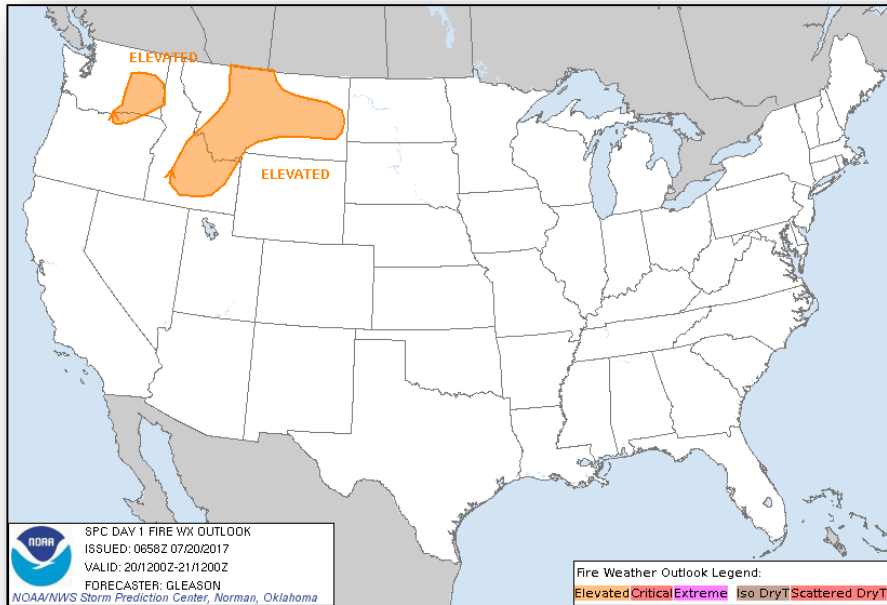 ELEVATED
ELEVATED
NOAA
SPC DAY 1 FIRE WX OUTLOOK
ISSUED: 0658Z 07/20/2017
VALID: 20/1200Z-21/1200Z
FORECASTER: GLEASON
NOAA/NWS Storm Prediction Center, Norman, Oklahoma
Fire Weather Outlook Legend:
Elevated Critical Extreme Iso DryT Scattered DryT